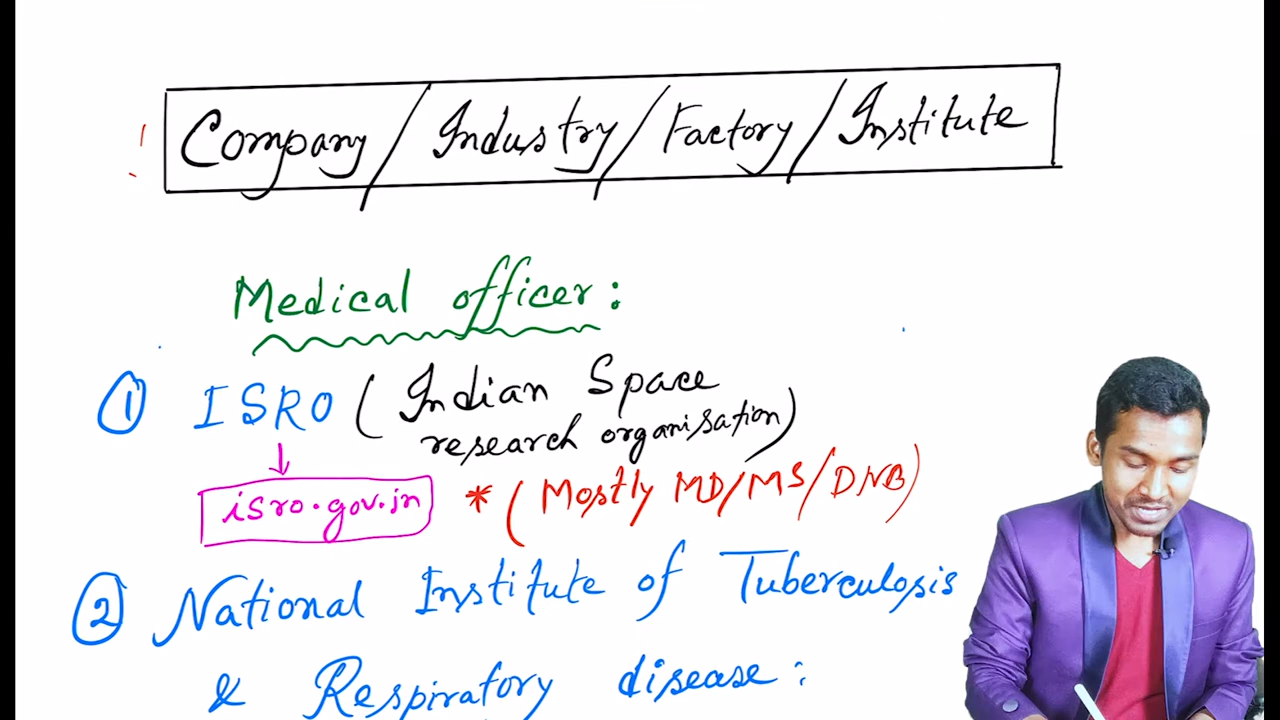 Company / Industry / Factory / Institute
Medical officer :
① ISRO ( Indian Space
research organisation)
isro.gov.in * ( Mostly MD/MS/DNB)
② National Institute of Tuberculosis
& Respiratory disease :